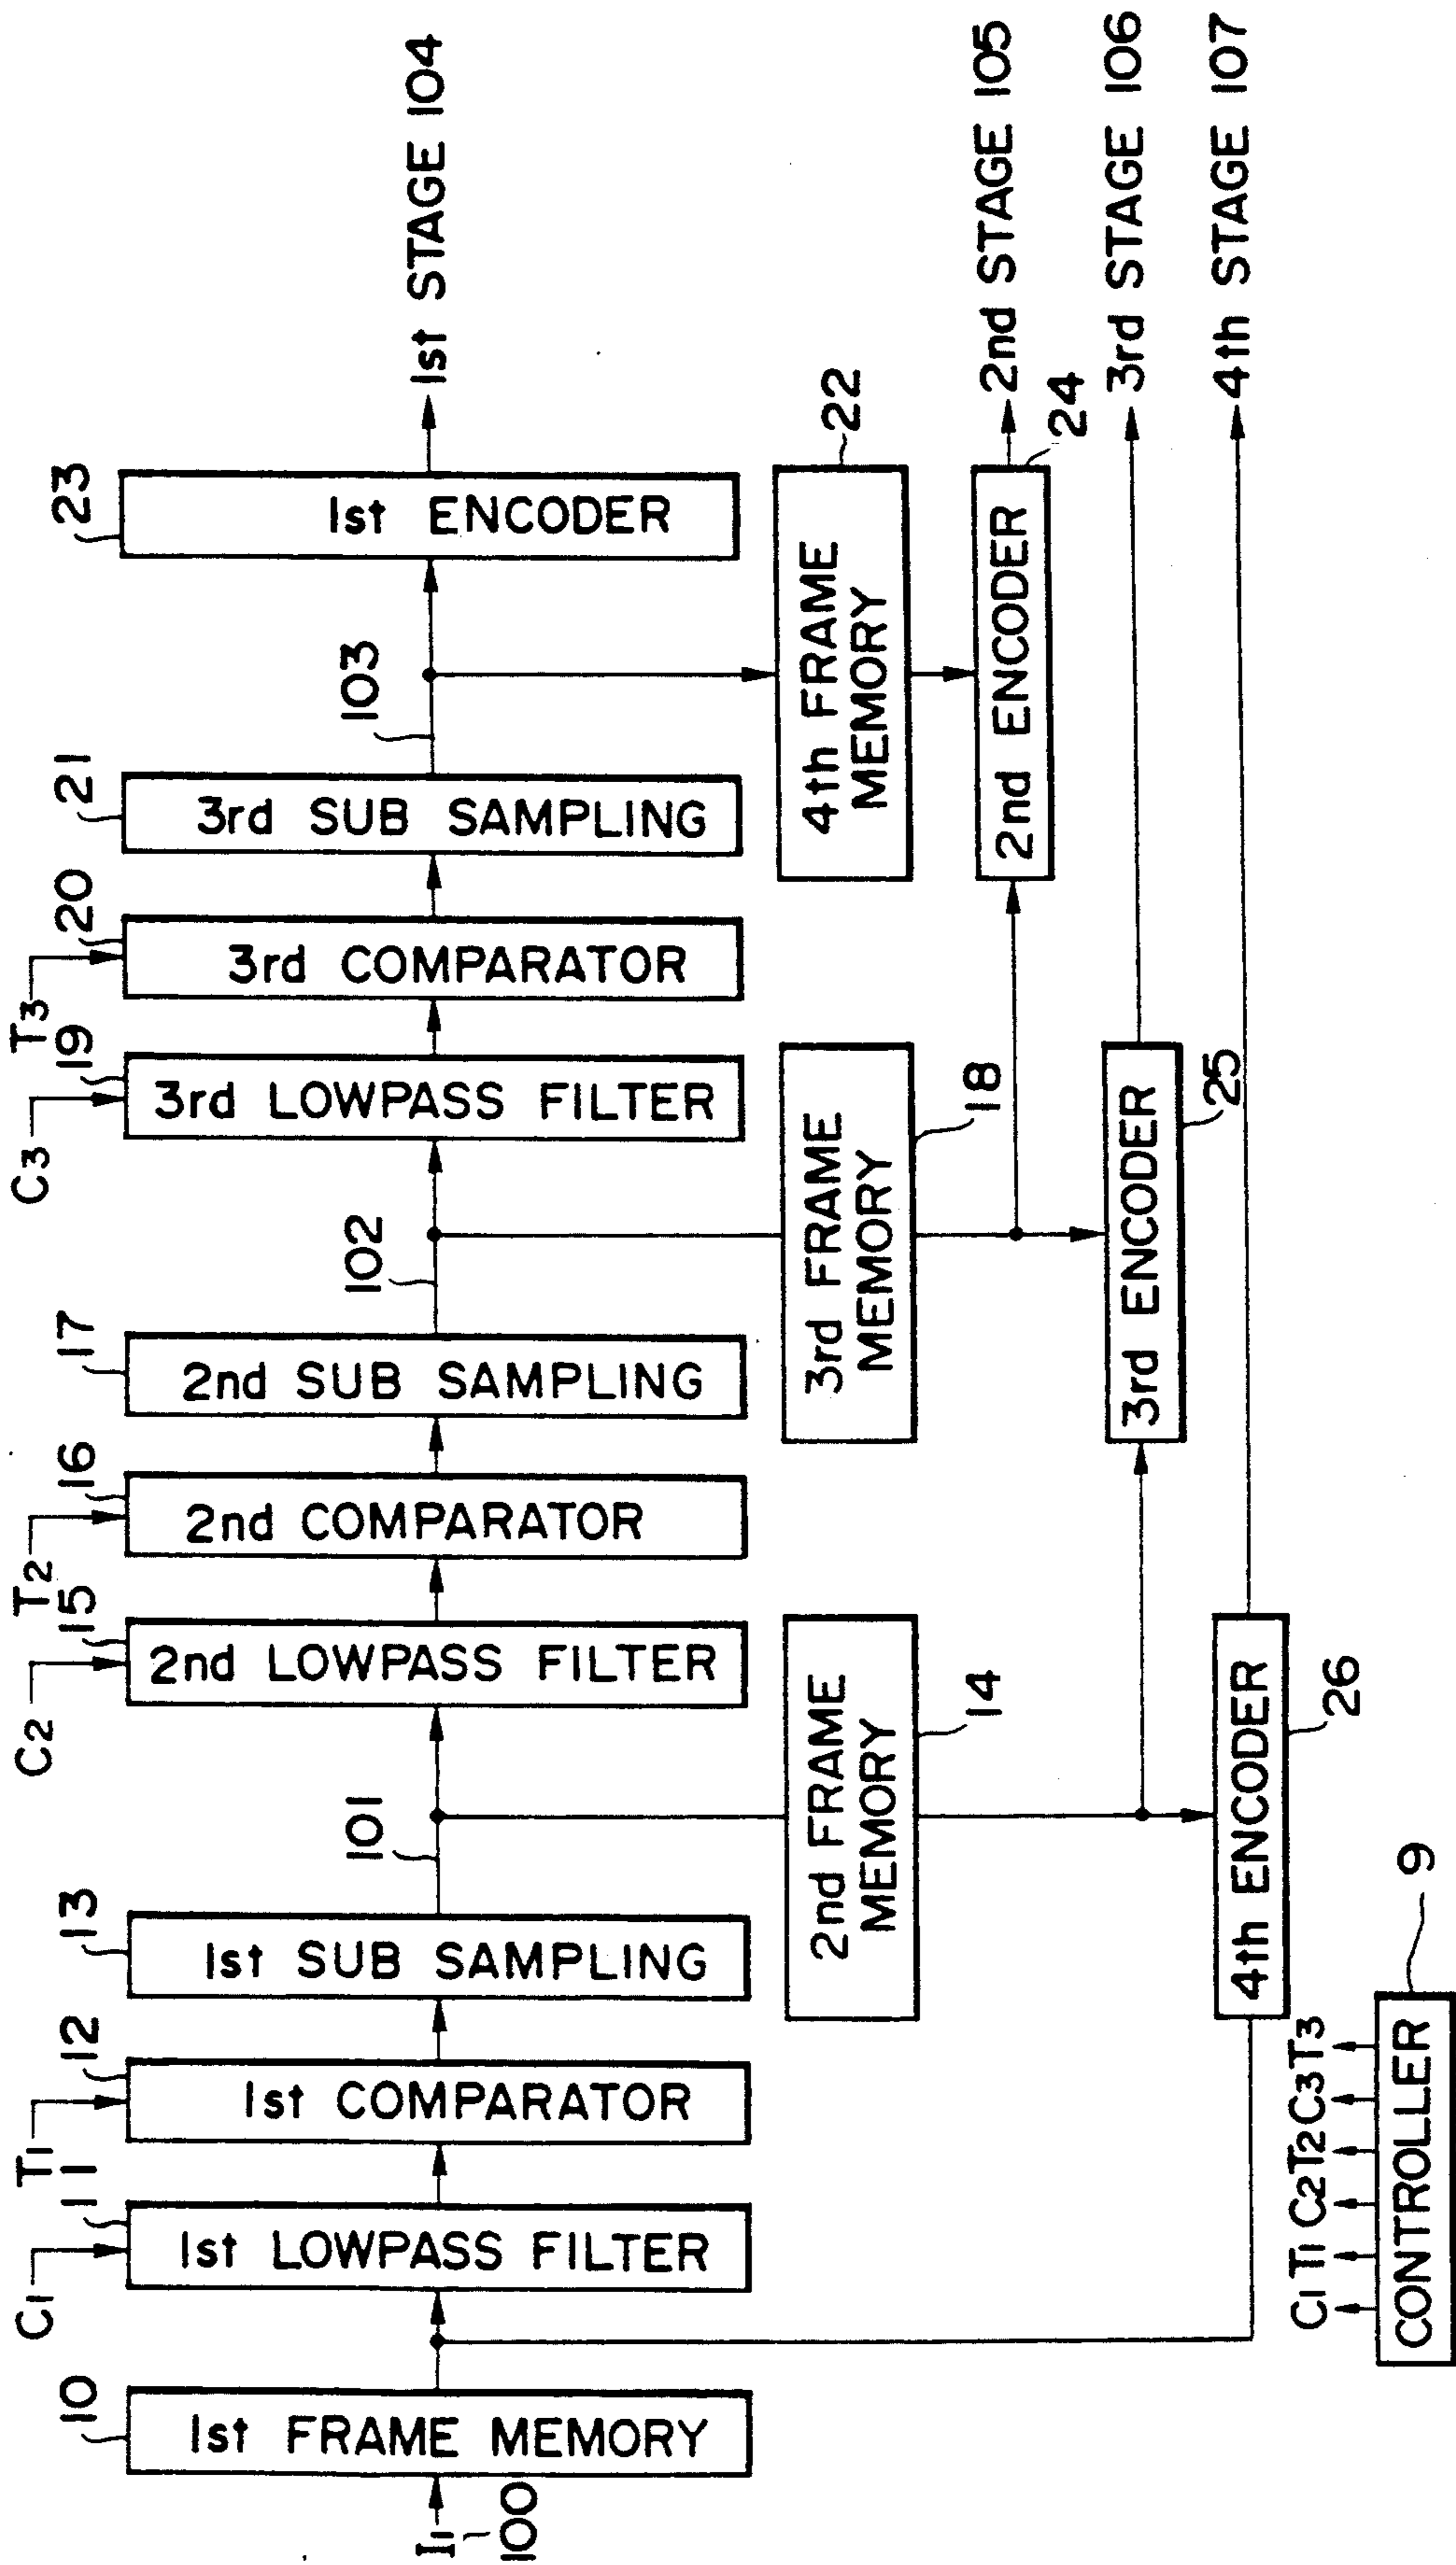 I1
100
1st FRAME MEMORY
10
C1
1st LOWPASS FILTER
11
T1
1st COMPARATOR
12
1st SUB SAMPLING
13
101
C2
2nd LOWPASS FILTER
15
T2
2nd COMPARATOR
16
2nd SUB SAMPLING
17
102
C3
3rd LOWPASS FILTER
19
T3
3rd COMPARATOR
20
3rd SUB SAMPLING
21
103
1st ENCODER
23
1st STAGE 104
2nd FRAME
MEMORY
14
3rd FRAME
MEMORY
18
4th FRAME
MEMORY
22
2nd ENCODER
24
2nd STAGE 105
3rd ENCODER
25
3rd STAGE 106
4th ENCODER
26
4th STAGE 107
C1 T1 C2 T2 C3 T3
CONTROLLER
9